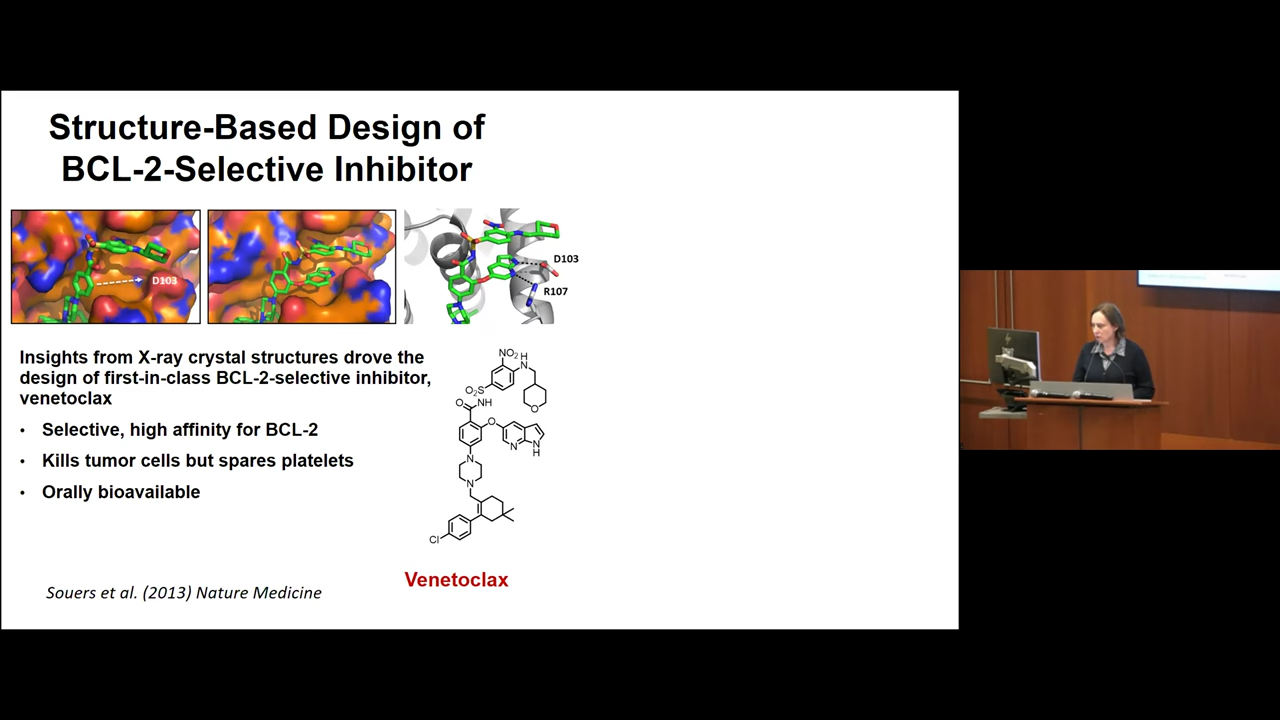 Structure-Based Design of
BCL-2-Selective Inhibitor
D103
D103
R107
Insights from X-ray crystal structures drove the
design of first-in-class BCL-2-selective inhibitor,
venetoclax
• Selective, high affinity for BCL-2
• Kills tumor cells but spares platelets
• Orally bioavailable
NO2
H
N
O2S
NH
O
O
O
N
N
H
N
N
Cl
Venetoclax
Souers et al. (2013) Nature Medicine